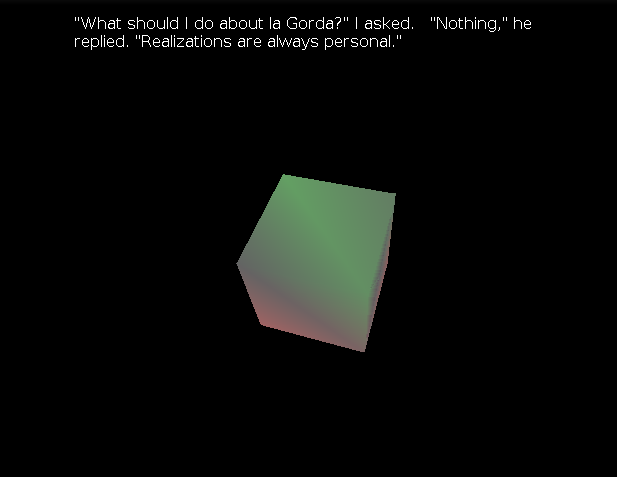 "What should I do about la Gorda?" I asked.   "Nothing," he
replied. "Realizations are always personal."